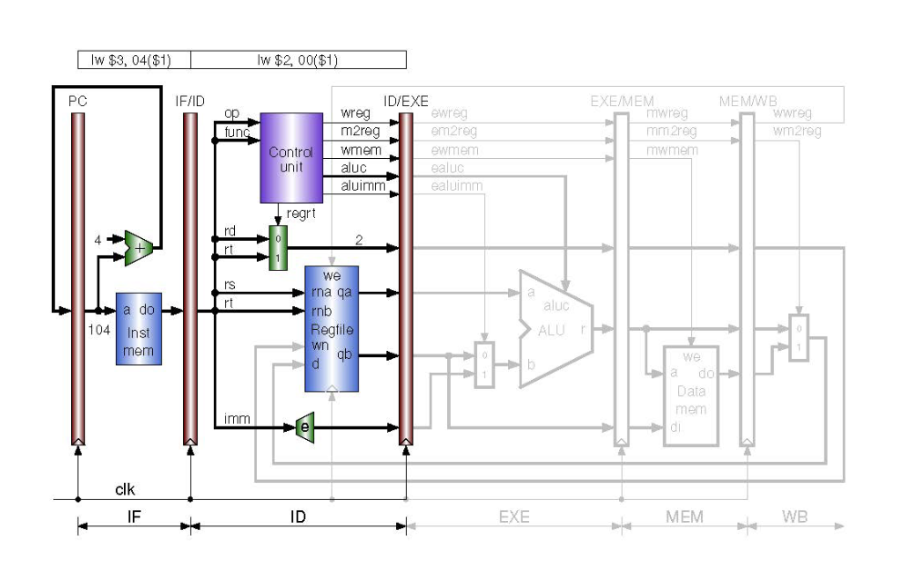 lw $3, 04($1) lw $2, 00($1)
PC IF/ID ID/EXE EXE/MEM MEM/WB
op wreg ewreg mwreg wwreg
func m2reg em2reg mm2reg wm2reg
Control unit
wmem ewmem mwmem
aluc ealuc
aluimm ealuimm
regrt
4 +
rd 0 2
rt 1
we
rs rna qa a aluc
104 a do rt rnb ALU r 0
Inst mem
Regfile
wn qb 0 we 1
d 1 b a do
Data mem
imm e di
clk
IF ID EXE MEM WB